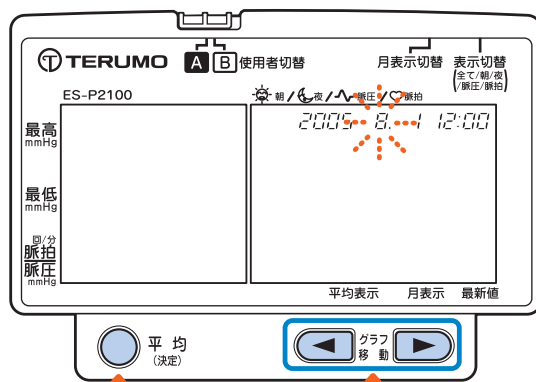 TERUMO
A B 使用者切替
月表示切替
表示切替
(全て/朝/夜
/脈圧/脈拍)
ES-P2100
朝/夜/脈圧/脈拍
2005 8. 1 12:00
最高
mmHg
最低
mmHg
回/分
脈拍
脈圧
mmHg
平均表示 月表示 最新値
平 均
(決定)
グラフ
移 動